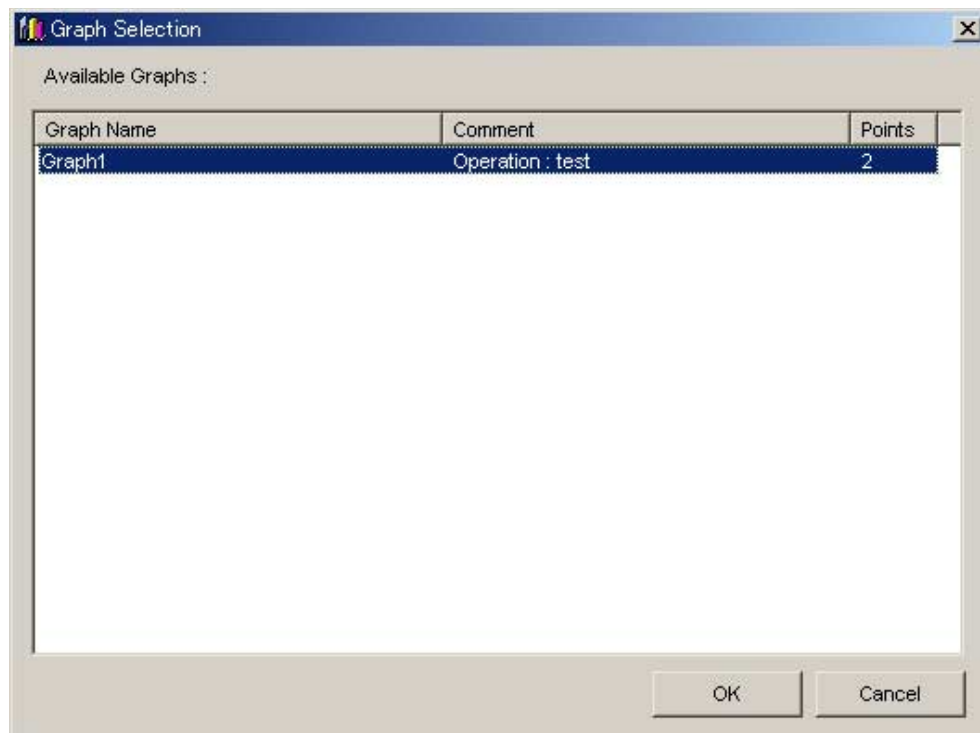 Graph Selection
Available Graphs :
Graph Name Comment Points
Graph1 Operation : test 2
OK Cancel